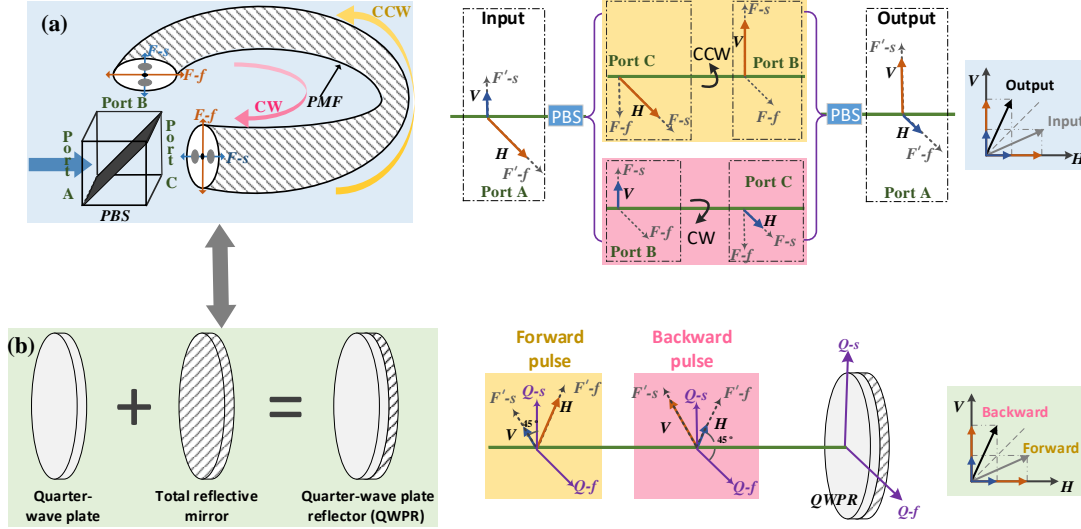 (a)
CCW
F-s
F-f
Port B
CW
PMF
F-f
F-s
Port A
Port C
PBS
Input
V
F'-s
H
F'-f
Port A
PBS
Port C
F-f
F-s
H
CCW
F-s
V
Port B
F-f
F-s
V
F-f
Port B
CW
Port C
H
F-s
F-f
PBS
Output
F'-s
V
H
F'-f
Port A
V
Output
Input
H
(b)
Quarter-
wave plate
Total reflective
mirror
Quarter-wave plate
reflector (QWPR)
Forward
pulse
F'-s
Q-s
F'-f
H
V
45°
Q-f
Backward
pulse
F'-s
Q-s
F'-f
V
H
45°
Q-f
Q-s
QWPR
Q-f
V
Backward
Forward
H